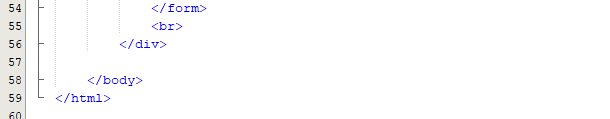 54 </form>
55 <br>
56 </div>
57
58 </body>
59 </html>
60